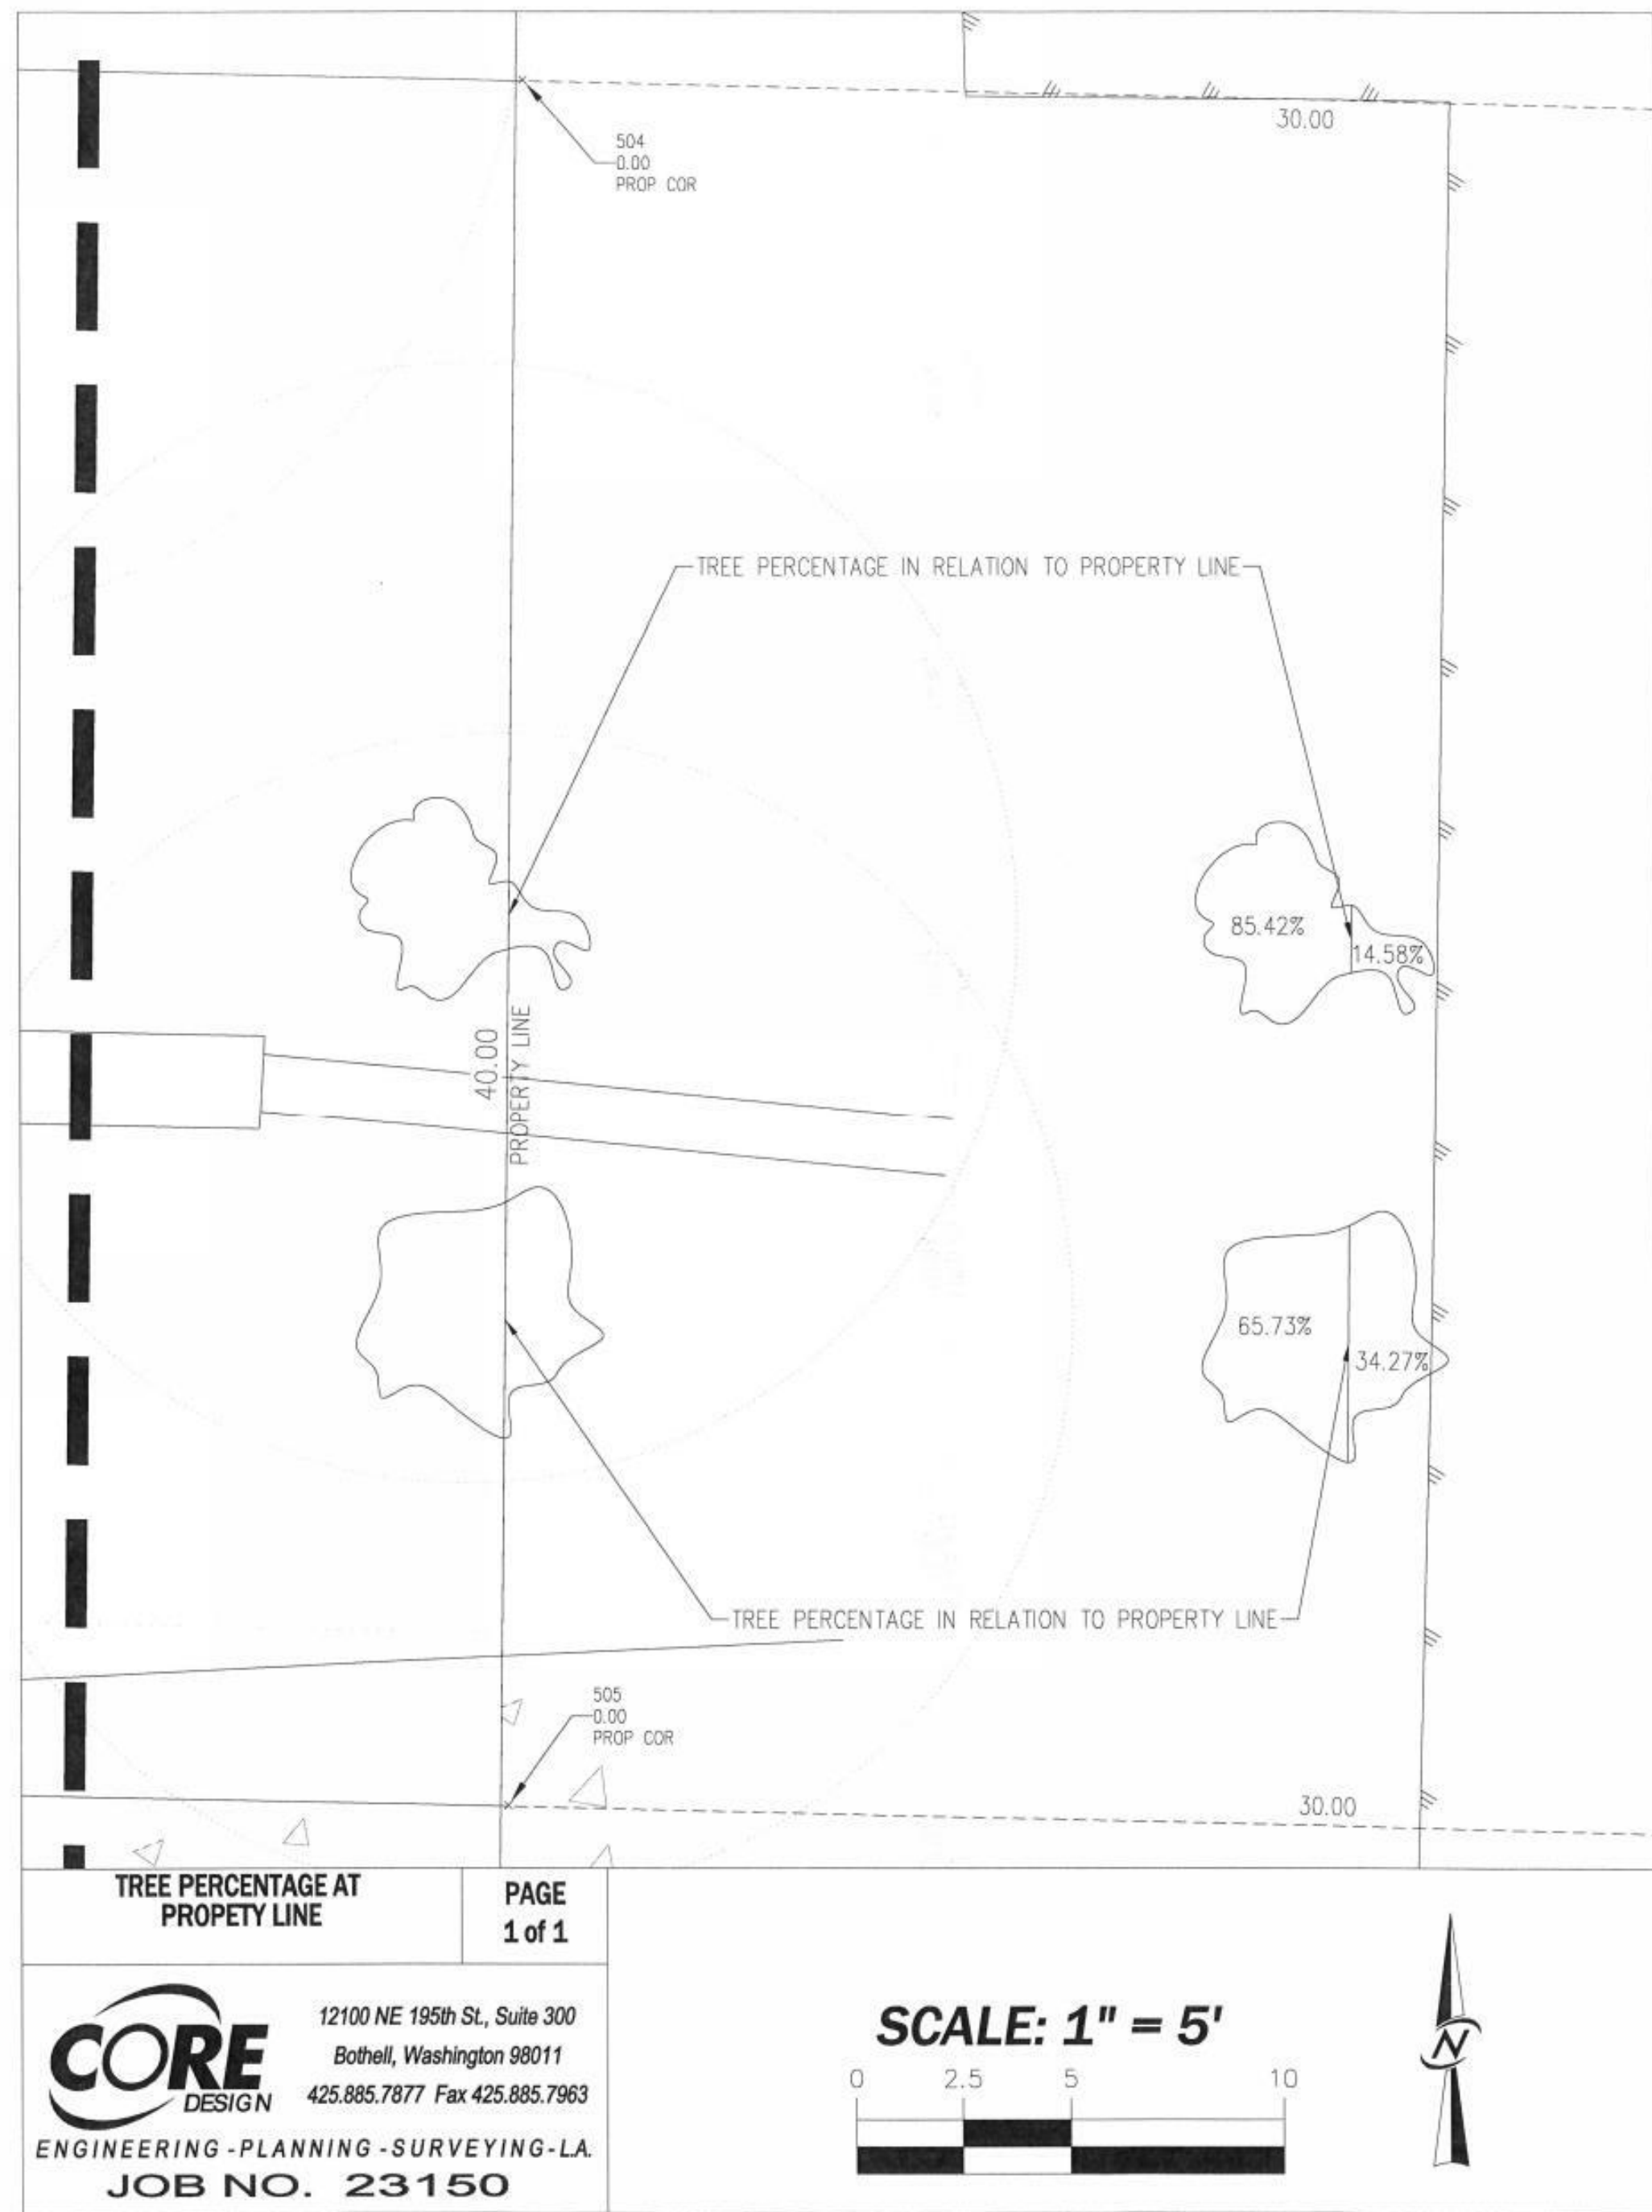 30.00
504
0.00
PROP COR
TREE PERCENTAGE IN RELATION TO PROPERTY LINE
85.42%
14.58%
40.00
PROPERTY LINE
65.73%
34.27%
TREE PERCENTAGE IN RELATION TO PROPERTY LINE
505
0.00
PROP COR
30.00
TREE PERCENTAGE AT
PROPETY LINE
PAGE
1 of 1
CORE
DESIGN
12100 NE 195th St., Suite 300
Bothell, Washington 98011
425.885.7877 Fax 425.885.7963
ENGINEERING - PLANNING - SURVEYING - L.A.
JOB NO. 23150
SCALE: 1" = 5'
0 2.5 5 10
N